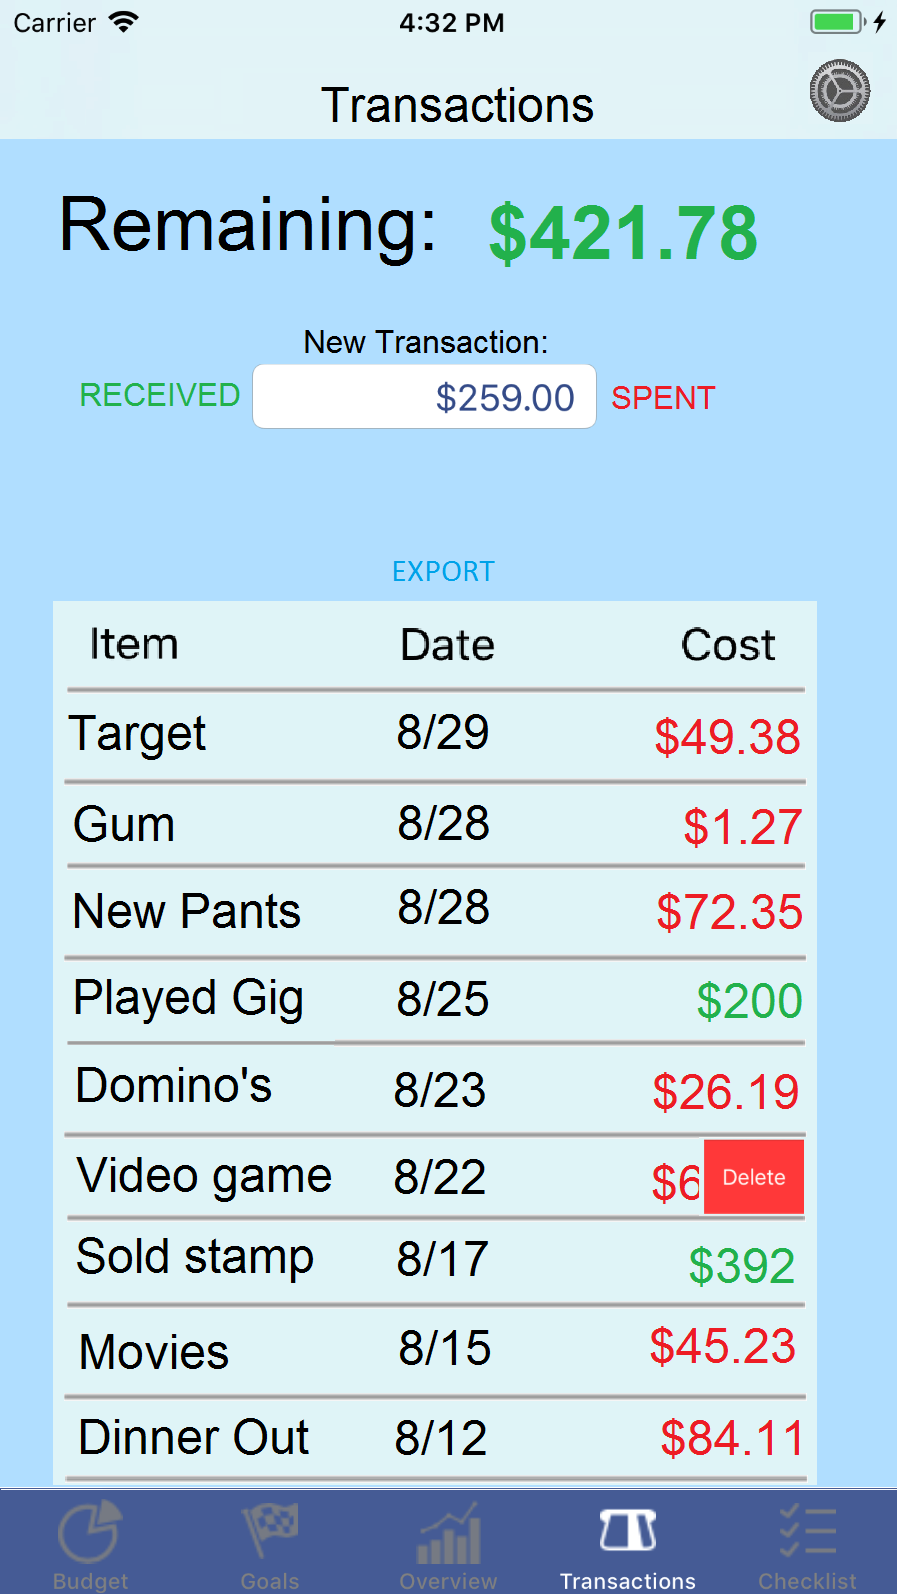 Carrier 4:32 PM
Transactions
Remaining: $421.78
New Transaction:
RECEIVED $259.00 SPENT
EXPORT
Item Date Cost
Target 8/29 $49.38
Gum 8/28 $1.27
New Pants 8/28 $72.35
Played Gig 8/25 $200
Domino's 8/23 $26.19
Video game 8/22 $6 Delete
Sold stamp 8/17 $392
Movies 8/15 $45.23
Dinner Out 8/12 $84.11
Budget Goals Overview Transactions Checklist